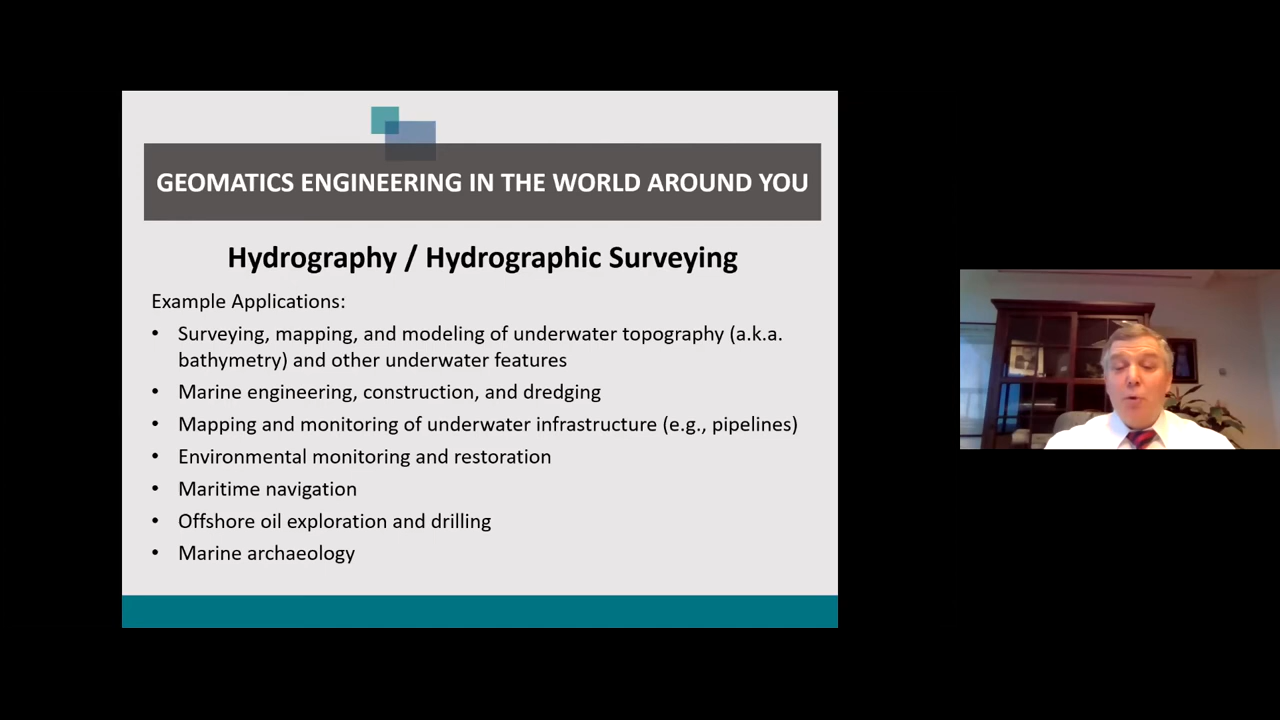 GEOMATICS ENGINEERING IN THE WORLD AROUND YOU
Hydrography / Hydrographic Surveying
Example Applications:
• Surveying, mapping, and modeling of underwater topography (a.k.a.
bathymetry) and other underwater features
• Marine engineering, construction, and dredging
• Mapping and monitoring of underwater infrastructure (e.g., pipelines)
• Environmental monitoring and restoration
• Maritime navigation
• Offshore oil exploration and drilling
• Marine archaeology